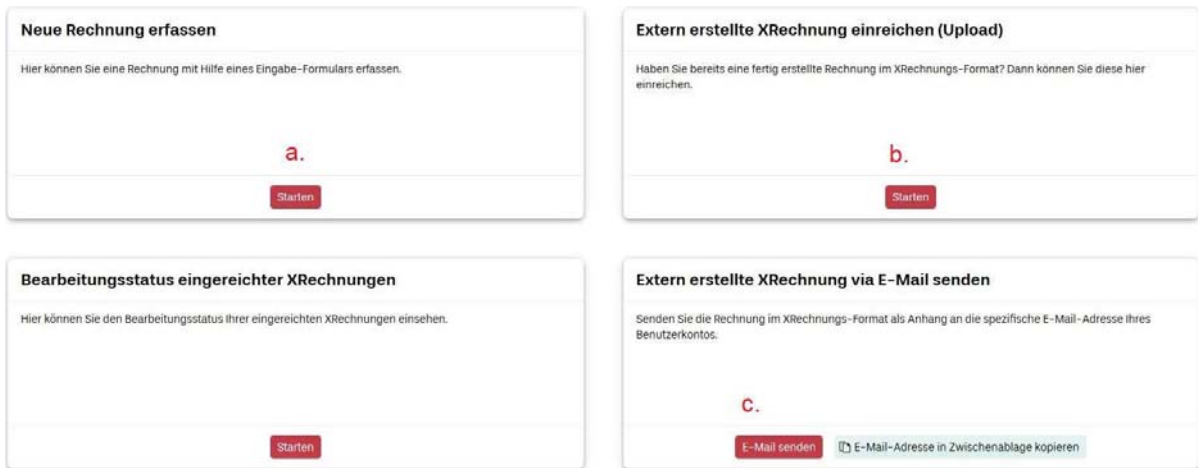 Neue Rechnung erfassen
Hier können Sie eine Rechnung mit Hilfe eines Eingabe-Formulars erfassen.
a.
Starten
Extern erstellte XRechnung einreichen (Upload)
Haben Sie bereits eine fertig erstellte Rechnung im XRechnungs-Format? Dann können Sie diese hier
einreichen.
b.
Starten
Bearbeitungsstatus eingereichter XRechnungen
Hier können Sie den Bearbeitungsstatus Ihrer eingereichten XRechnungen einsehen.
Starten
Extern erstellte XRechnung via E-Mail senden
Senden Sie die Rechnung im XRechnungs-Format als Anhang an die spezifische E-Mail-Adresse Ihres
Benutzerkontos.
c.
E-Mail senden
E-Mail-Adresse in Zwischenablage kopieren